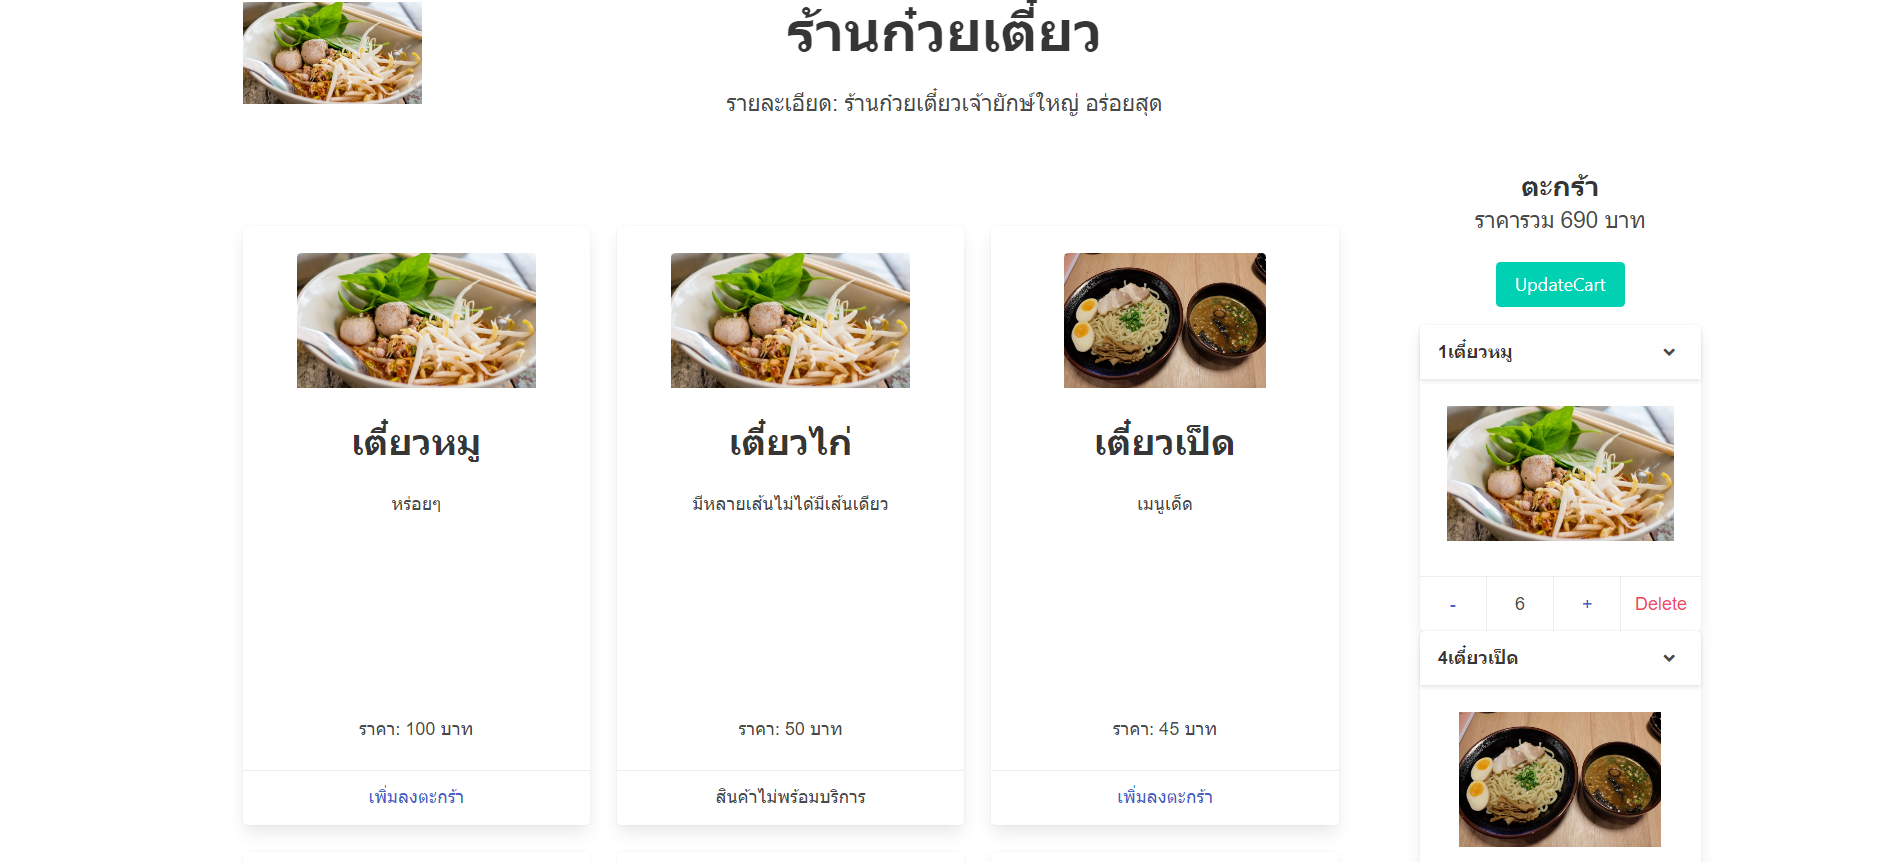 ร้านก๋วยเตี๋ยว
รายละเอียด: ร้านก๋วยเตี๋ยวเจ้ายักษ์ใหญ่ อร่อยสุด
เตี๋ยวหมู
หร่อยๆ
ราคา: 100 บาท
เพิ่มลงตะกร้า
เตี๋ยวไก่
มีหลายเส้นไม่ได้มีเส้นเดียว
ราคา: 50 บาท
สินค้าไม่พร้อมบริการ
เตี๋ยวเป็ด
เมนูเด็ด
ราคา: 45 บาท
เพิ่มลงตะกร้า
ตะกร้า
ราคารวม 690 บาท
UpdateCart
1เตี๋ยวหมู
- 6 + Delete
4เตี๋ยวเป็ด